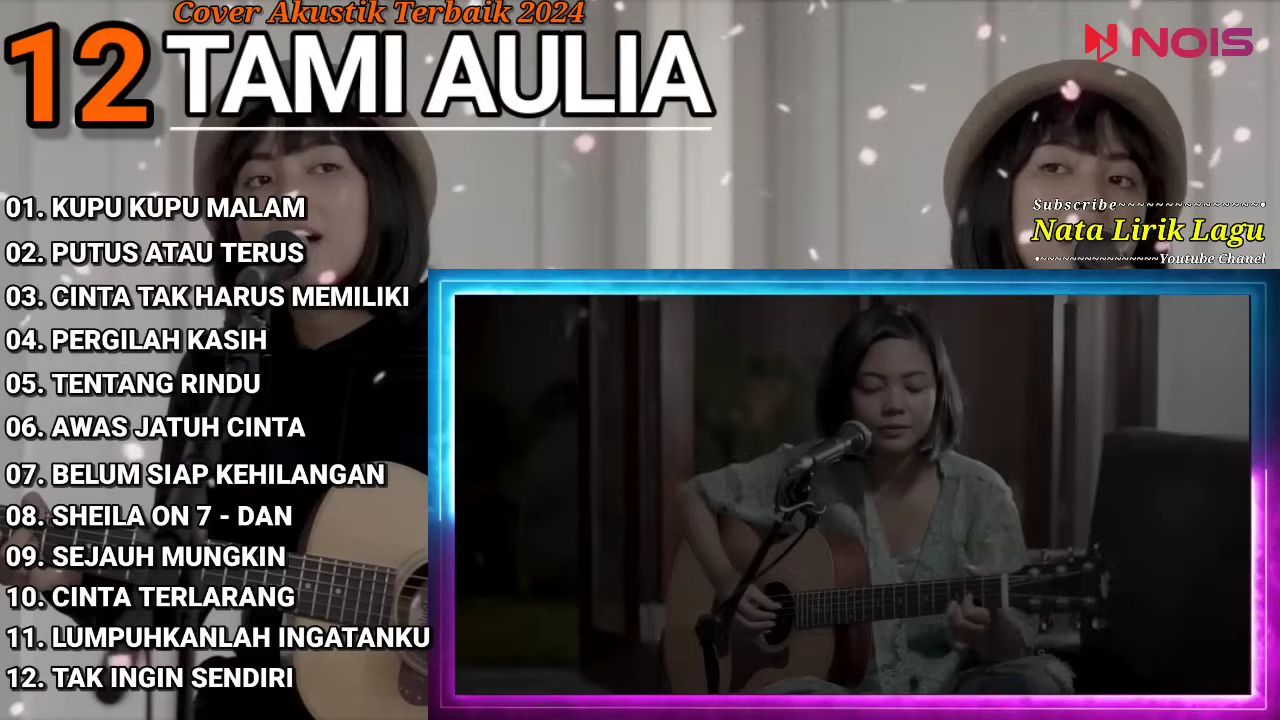 Cover Akustik Terbaik 2024
12 TAMI AULIA
NOIS
01. KUPU KUPU MALAM
02. PUTUS ATAU TERUS
03. CINTA TAK HARUS MEMILIKI
04. PERGILAH KASIH
05. TENTANG RINDU
06. AWAS JATUH CINTA
07. BELUM SIAP KEHILANGAN
08. SHEILA ON 7 - DAN
09. SEJAUH MUNGKIN
10. CINTA TERLARANG
11. LUMPUHKANLAH INGATANKU
12. TAK INGIN SENDIRI
Subscribe~~~~~~~~~~~~~~~•
Nata Lirik Lagu
•~~~~~~~~~~~~~~~~Youtube Chanel